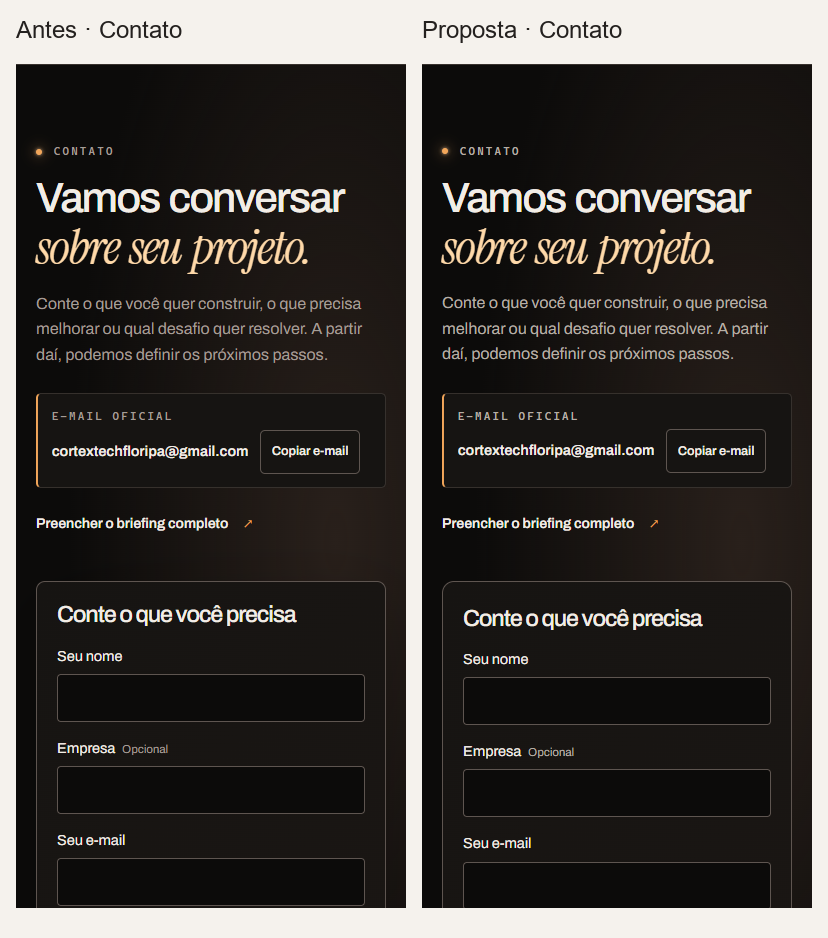 Antes · Contato
CONTATO
Vamos conversar
sobre seu projeto.
Conte o que você quer construir, o que precisa
melhorar ou qual desafio quer resolver. A partir
daí, podemos definir os próximos passos.
E-MAIL OFICIAL
cortextechfloripa@gmail.com Copiar e-mail
Preencher o briefing completo ↗
Conte o que você precisa
Seu nome
Empresa Opcional
Seu e-mail
Proposta · Contato
CONTATO
Vamos conversar
sobre seu projeto.
Conte o que você quer construir, o que precisa
melhorar ou qual desafio quer resolver. A partir
daí, podemos definir os próximos passos.
E-MAIL OFICIAL
cortextechfloripa@gmail.com Copiar e-mail
Preencher o briefing completo ↗
Conte o que você precisa
Seu nome
Empresa Opcional
Seu e-mail